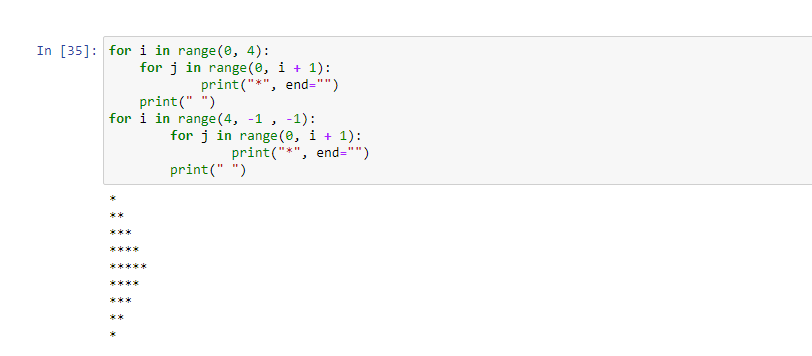 In [35]: for i in range(0, 4):
    for j in range(0, i + 1):
            print("*", end="")
    print(" ")
for i in range(4, -1 , -1):
        for j in range(0, i + 1):
                print("*", end="")
        print(" ")
*
**
***
****
*****
****
***
**
*